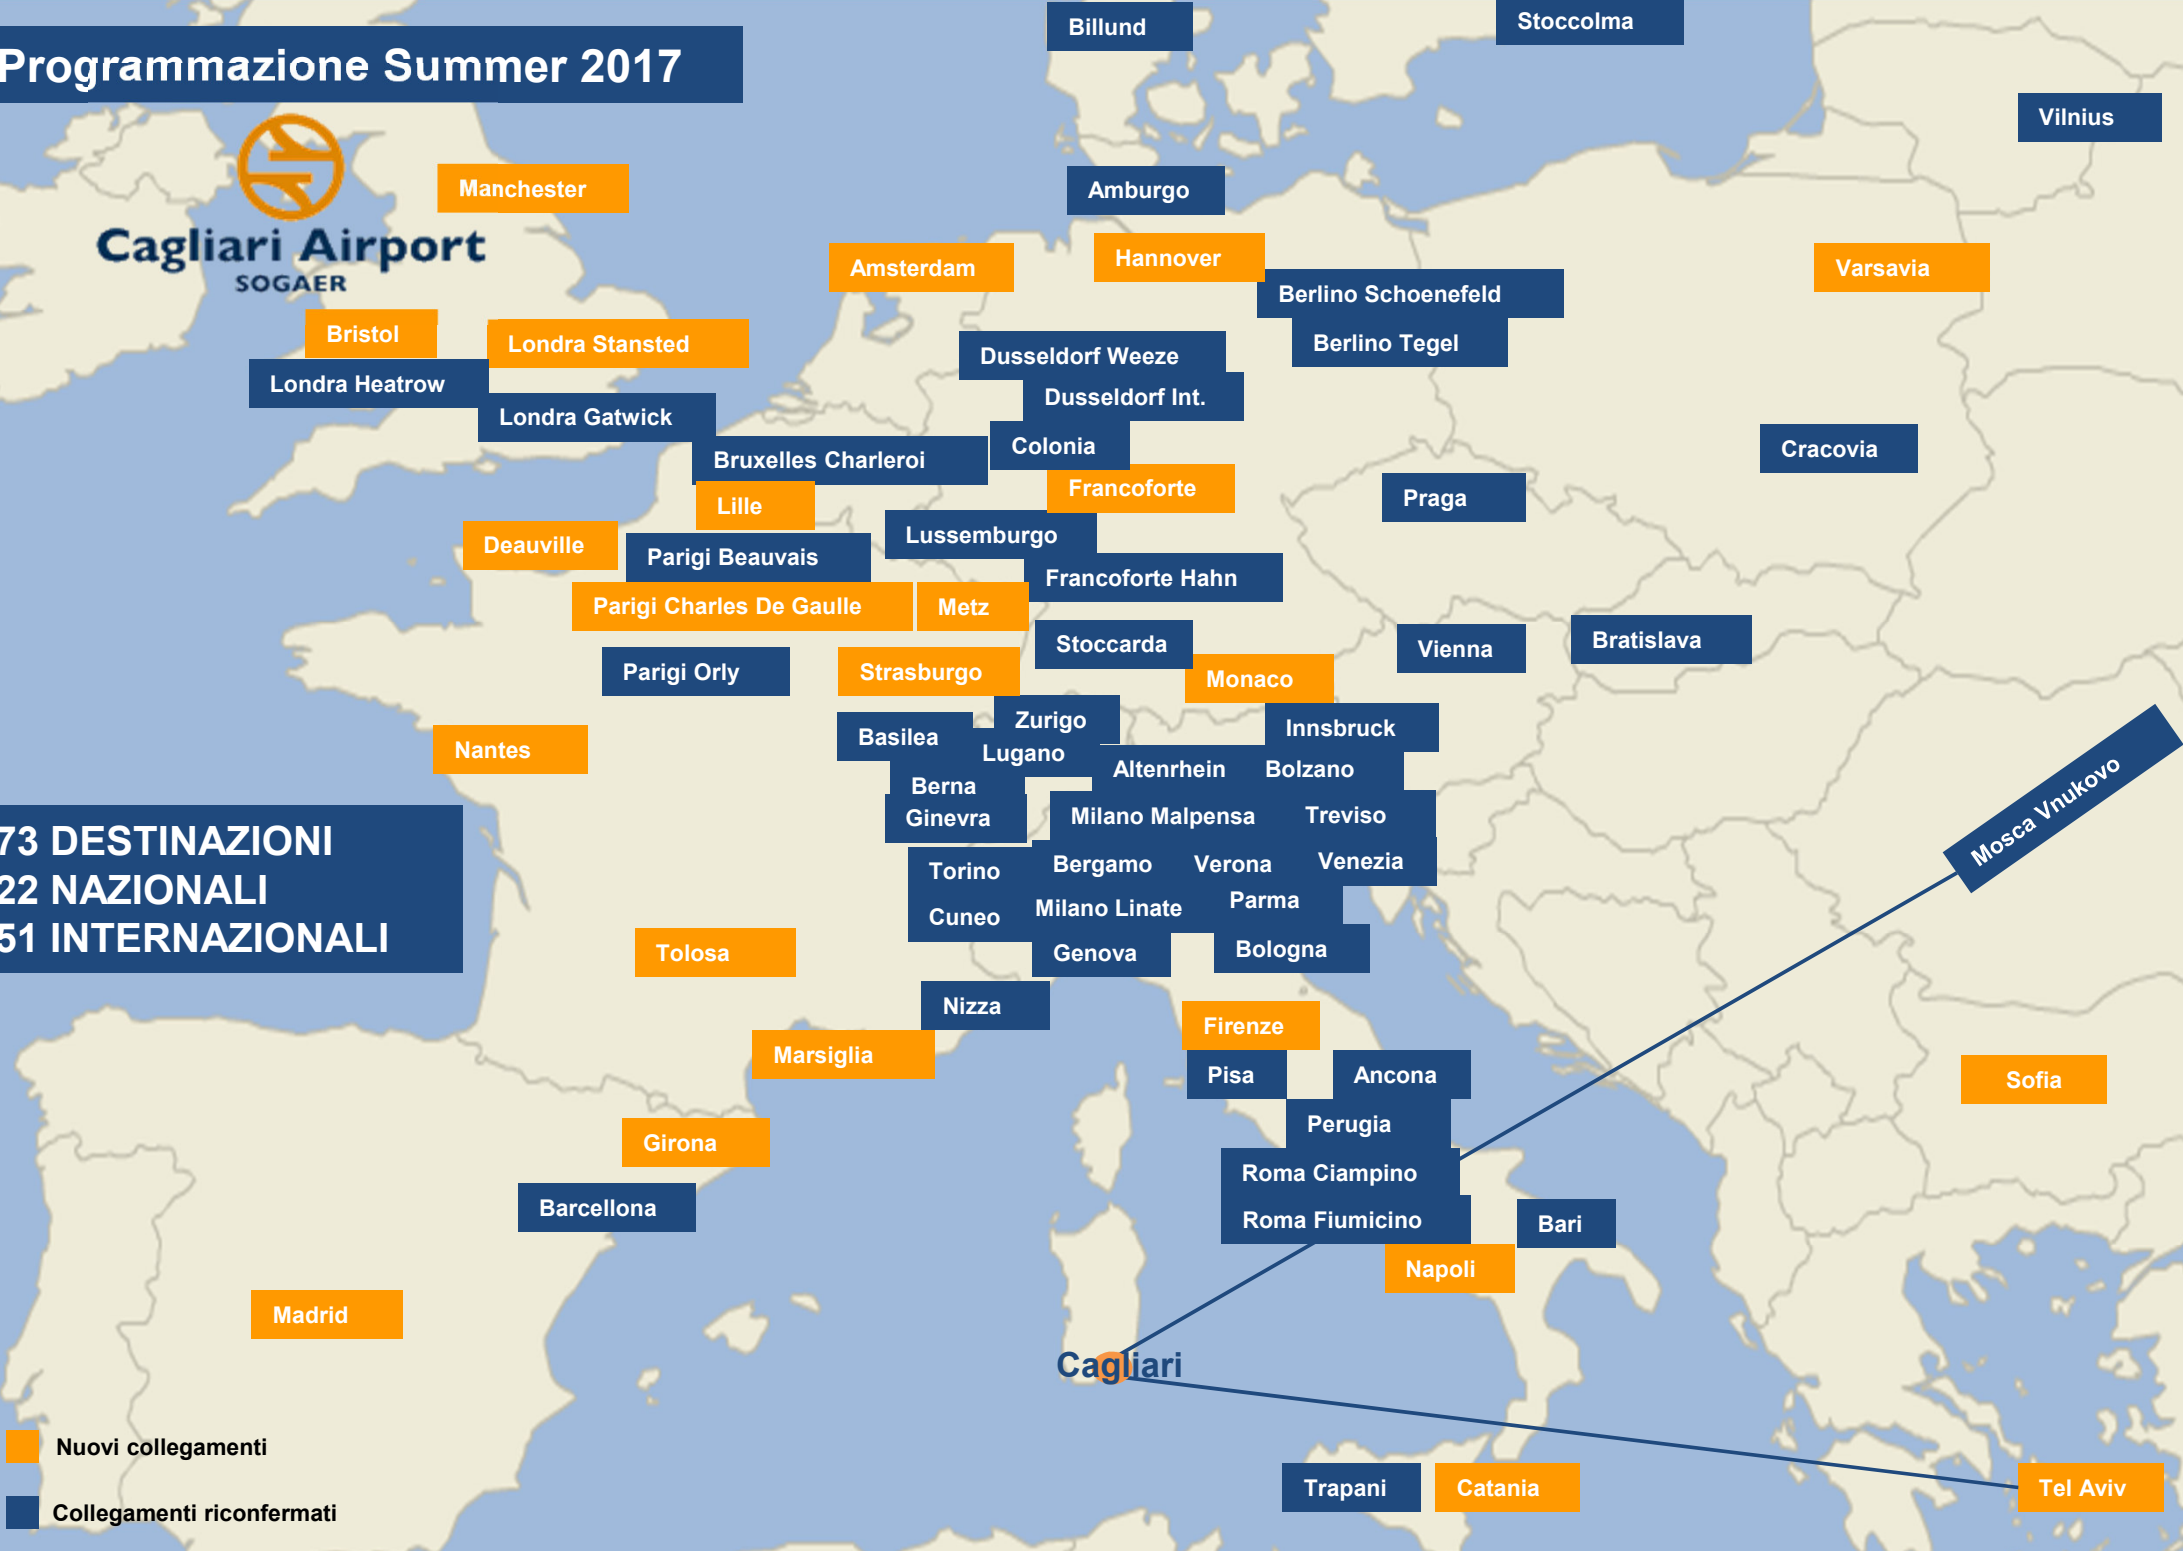 Billund
Stoccolma
Programmazione Summer 2017
Vilnius
Manchester
Amburgo
Cagliari Airport
SOGAER
Hannover
Amsterdam
Varsavia
Berlino Schoenefeld
Bristol
Londra Stansted
Berlino Tegel
Dusseldorf Weeze
Londra Heatrow
Dusseldorf Int.
Londra Gatwick
Colonia
Cracovia
Bruxelles Charleroi
Francoforte
Praga
Lille
Lussemburgo
Deauville
Parigi Beauvais
Francoforte Hahn
Parigi Charles De Gaulle
Metz
Stoccarda
Vienna
Bratislava
Parigi Orly
Strasburgo
Monaco
Zurigo
Innsbruck
Basilea
Nantes
Lugano
Altenrhein
Bolzano
Berna
Mosca Vnukovo
Ginevra
Milano Malpensa
Treviso
73 DESTINAZIONI
22 NAZIONALI
51 INTERNAZIONALI
Torino
Bergamo
Verona
Venezia
Cuneo
Milano Linate
Parma
Tolosa
Genova
Bologna
Nizza
Firenze
Marsiglia
Pisa
Ancona
Sofia
Perugia
Girona
Roma Ciampino
Barcellona
Roma Fiumicino
Bari
Napoli
Madrid
Cagliari
Nuovi collegamenti
Trapani
Catania
Tel Aviv
Collegamenti riconfermati